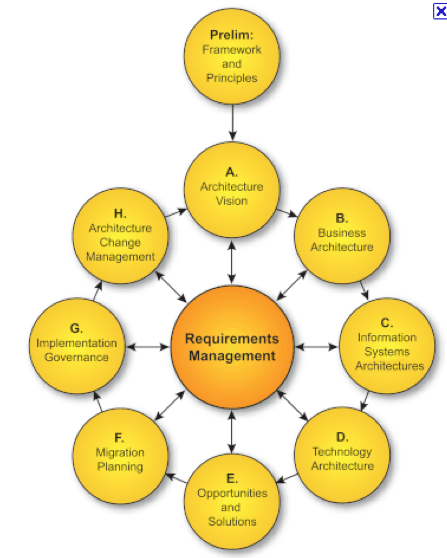 Prelim:
Framework
and
Principles
A.
Architecture
Vision
B.
Business
Architecture
C.
Information
Systems
Architectures
D.
Technology
Architecture
E.
Opportunities
and
Solutions
F.
Migration
Planning
G.
Implementation
Governance
H.
Architecture
Change
Management
Requirements
Management